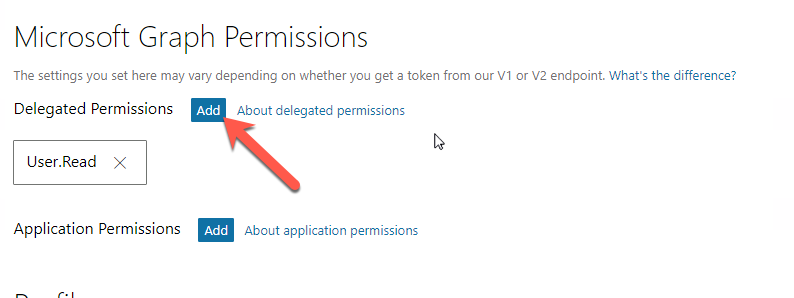 Microsoft Graph Permissions
The settings you set here may vary depending on whether you get a token from our V1 or V2 endpoint. What's the difference?
Delegated Permissions Add About delegated permissions
User.Read
Application Permissions Add About application permissions